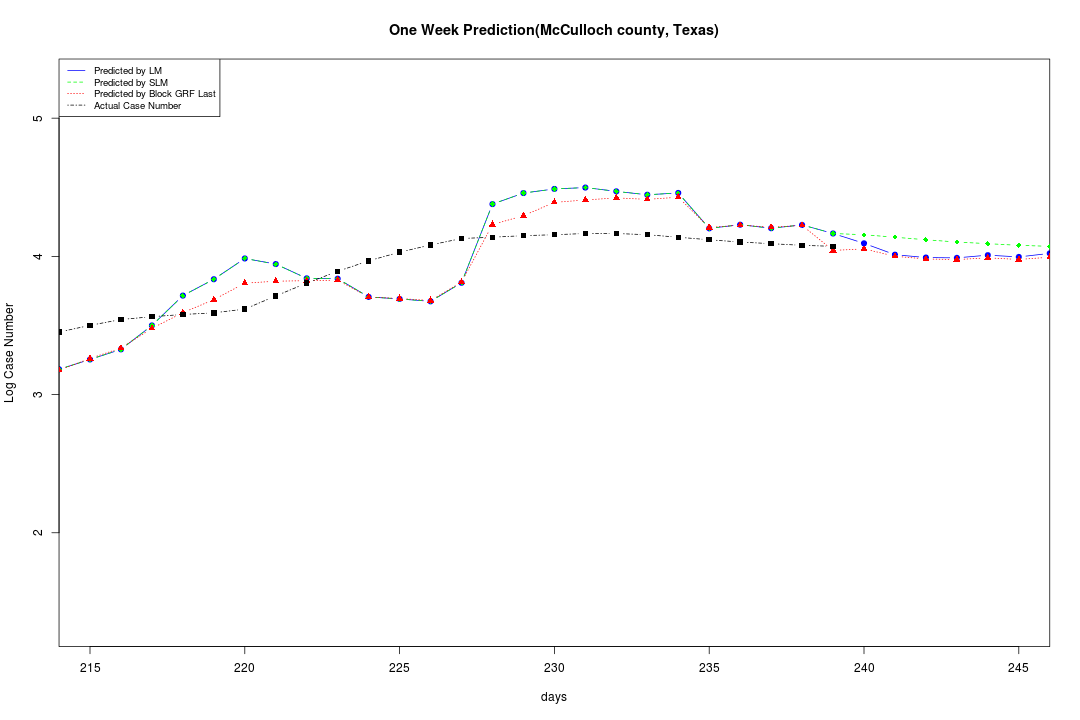 One Week Prediction(McCulloch county, Texas)
Predicted by LM
Predicted by SLM
Predicted by Block GRF Last
Actual Case Number
5
4
3
2
Log Case Number
215 220 225 230 235 240 245
days